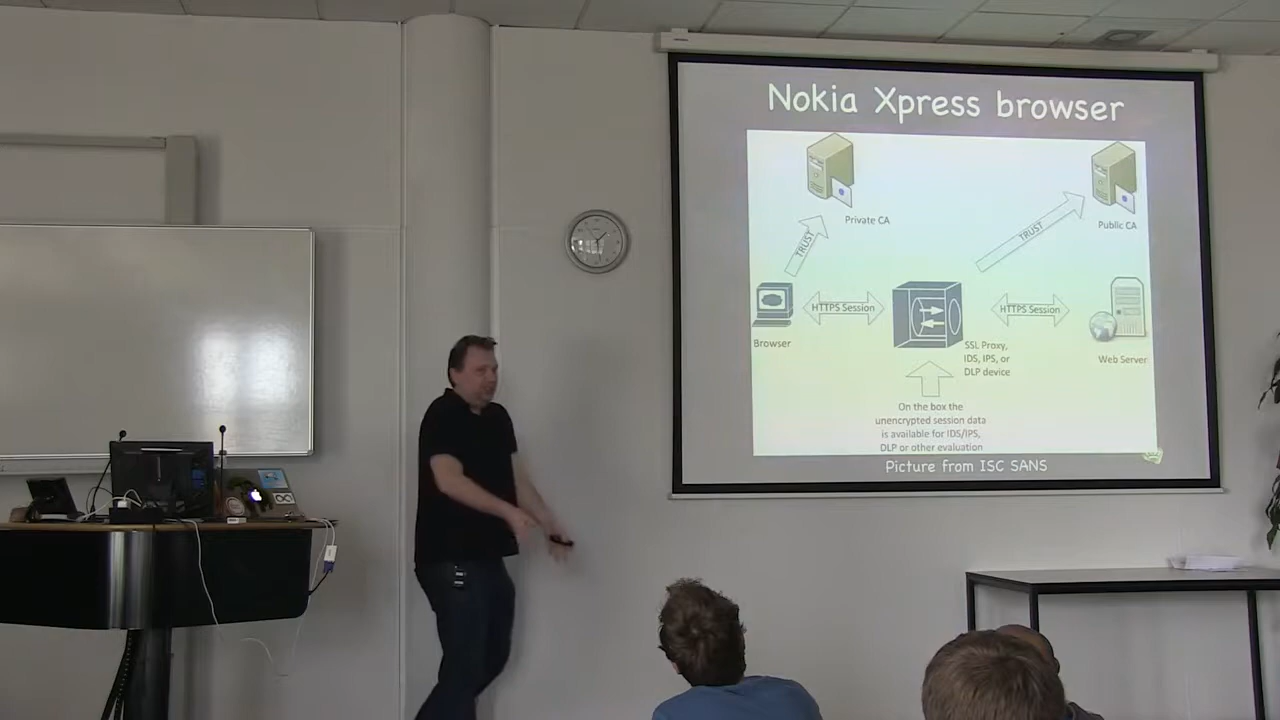 Nokia Xpress browser
Private CA
Public CA
TRUST
TRUST
HTTPS Session
HTTPS Session
Browser
SSL Proxy,
IDS, IPS, or
DLP device
Web Server
On the box the
unencrypted session data
is available for IDS/IPS,
DLP or other evaluation
Picture from ISC SANS